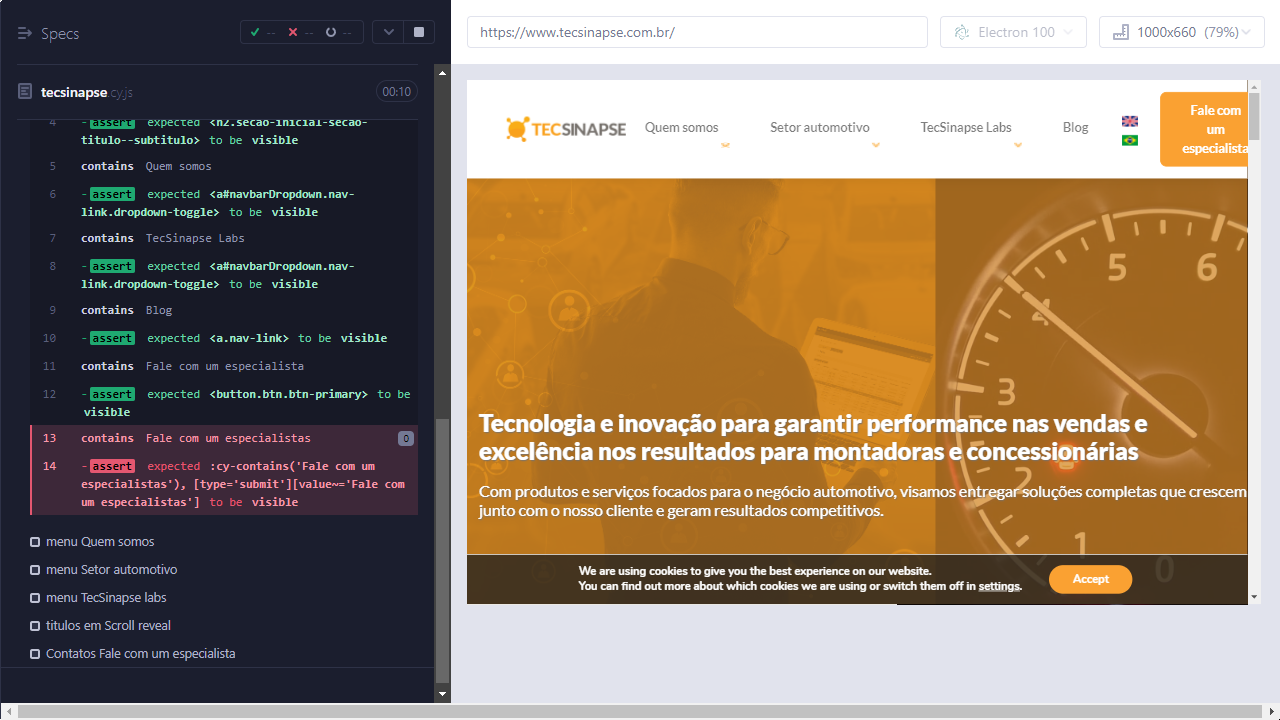 Specs
-- -- --
https://www.tecsinapse.com.br/
Electron 100
1000x660 (79%)
tecsinapse.cy.js
00:10
4 -assert expected <h2.secao-inicial-secao-
titulo--subtitulo> to be visible
5 contains Quem somos
6 -assert expected <a#navbarDropdown.nav-
link.dropdown-toggle> to be visible
7 contains TecSinapse Labs
8 -assert expected <a#navbarDropdown.nav-
link.dropdown-toggle> to be visible
9 contains Blog
10 -assert expected <a.nav-link> to be visible
11 contains Fale com um especialista
12 -assert expected <button.btn.btn-primary> to be
visible
13 contains Fale com um especialistas 0
14 -assert expected :cy-contains('Fale com um
especialistas'), [type='submit'][value~='Fale com
um especialistas'] to be visible
menu Quem somos
menu Setor automotivo
menu TecSinapse labs
titulos em Scroll reveal
Contatos Fale com um especialista
TECSINAPSE
Quem somos
Setor automotivo
TecSinapse Labs
Blog
Fale com
um
especialista
5 6
4
3
2
1
0
Tecnologia e inovação para garantir performance nas vendas e
excelência nos resultados para montadoras e concessionárias
Com produtos e serviços focados para o negócio automotivo, visamos entregar soluções completas que crescem
junto com o nosso cliente e geram resultados competitivos.
We are using cookies to give you the best experience on our website.
You can find out more about which cookies we are using or switch them off in settings.
Accept